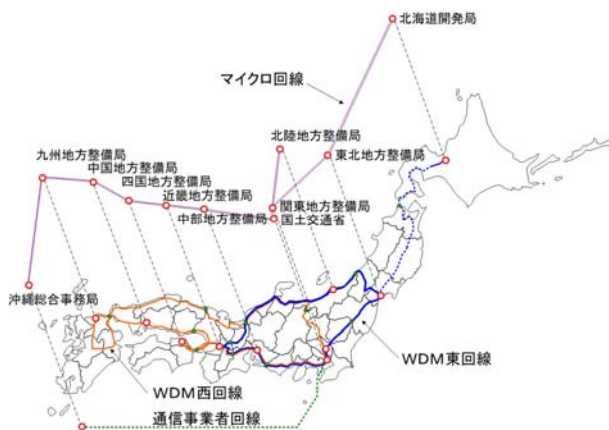 北海道開発局
マイクロ回線
北陸地方整備局
東北地方整備局
九州地方整備局
中国地方整備局
四国地方整備局
近畿地方整備局
中部地方整備局
関東地方整備局
国土交通省
沖縄総合事務局
WDM東回線
WDM西回線
通信事業者回線